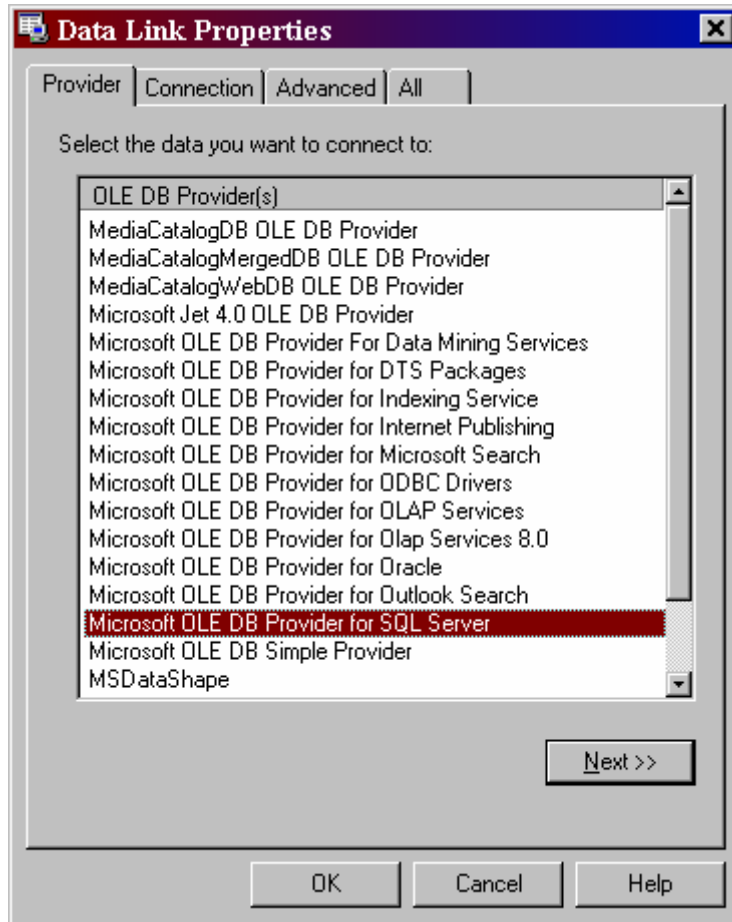 Data Link Properties
Provider Connection Advanced All
Select the data you want to connect to:
OLE DB Provider(s)
MediaCatalogDB OLE DB Provider
MediaCatalogMergedDB OLE DB Provider
MediaCatalogWebDB OLE DB Provider
Microsoft Jet 4.0 OLE DB Provider
Microsoft OLE DB Provider For Data Mining Services
Microsoft OLE DB Provider for DTS Packages
Microsoft OLE DB Provider for Indexing Service
Microsoft OLE DB Provider for Internet Publishing
Microsoft OLE DB Provider for Microsoft Search
Microsoft OLE DB Provider for ODBC Drivers
Microsoft OLE DB Provider for OLAP Services
Microsoft OLE DB Provider for Olap Services 8.0
Microsoft OLE DB Provider for Oracle
Microsoft OLE DB Provider for Outlook Search
Microsoft OLE DB Provider for SQL Server
Microsoft OLE DB Simple Provider
MSDataShape
Next >>
OK Cancel Help